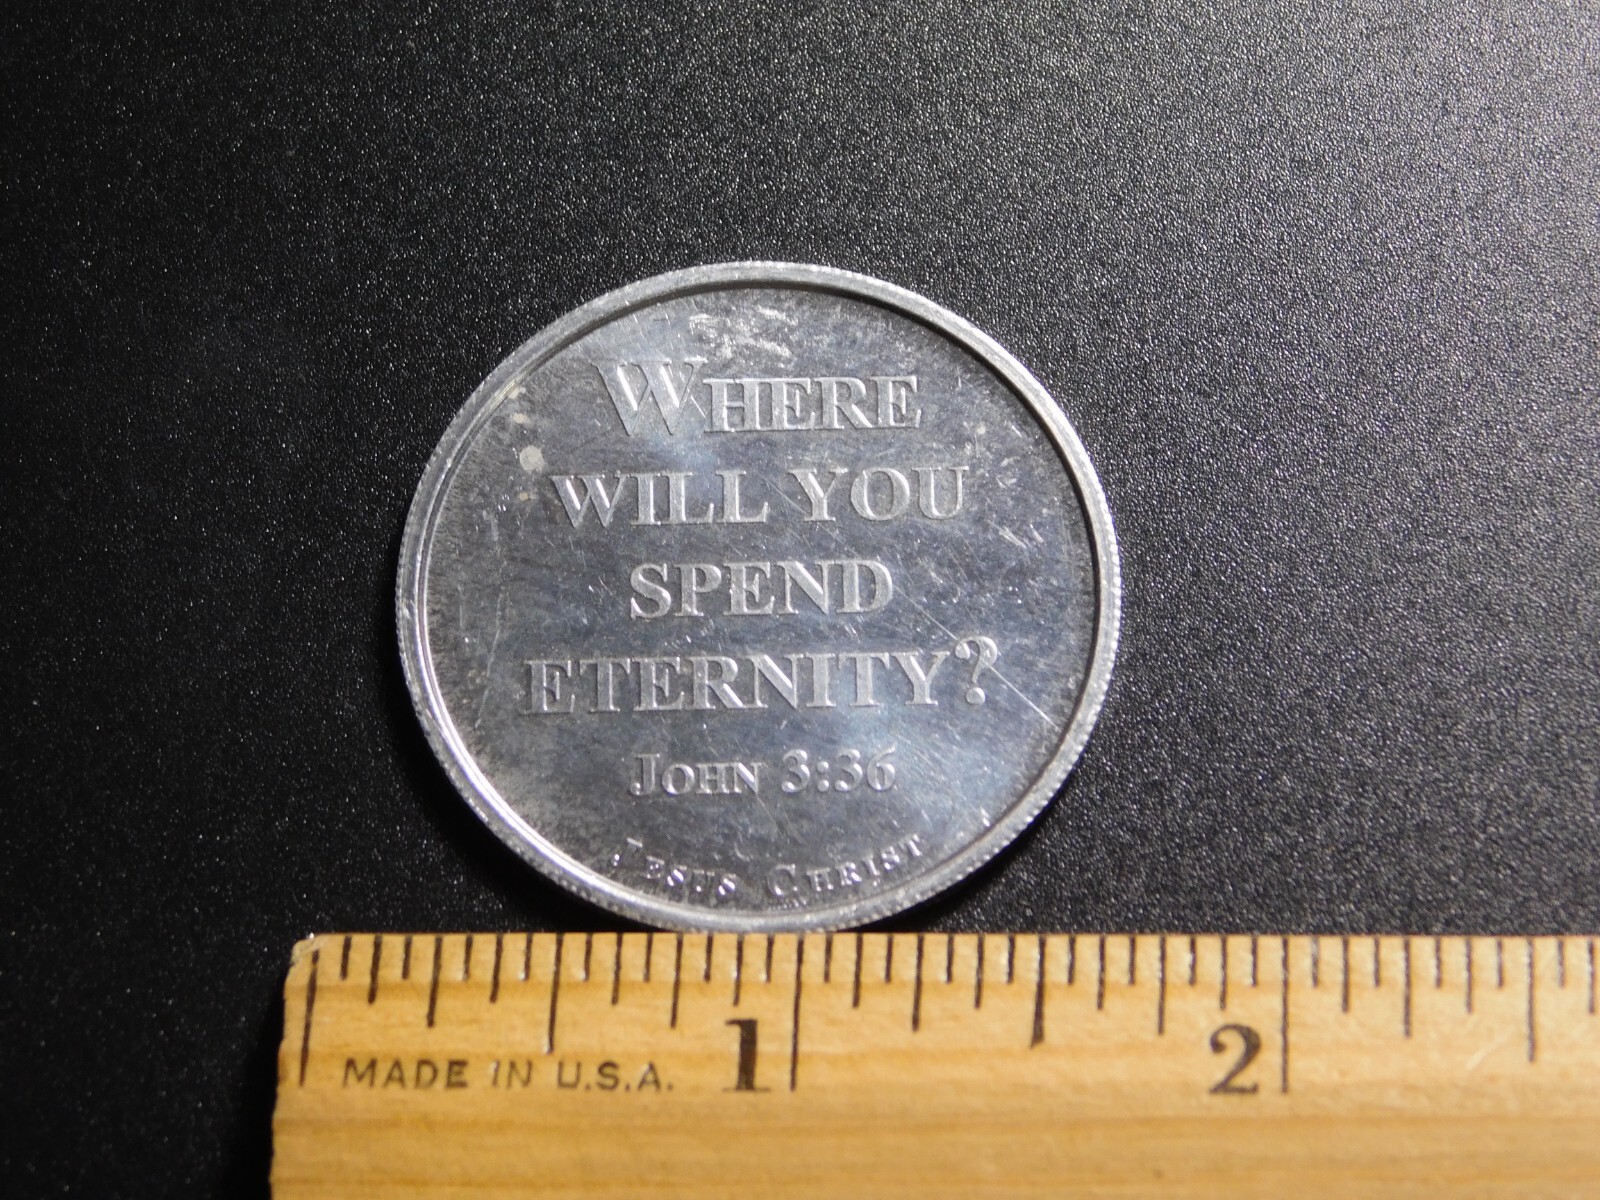 WHERE
WILL YOU
SPEND
ETERNITY?
JOHN 3:36
JESUS CHRIST
1 2
MADE IN U.S.A.